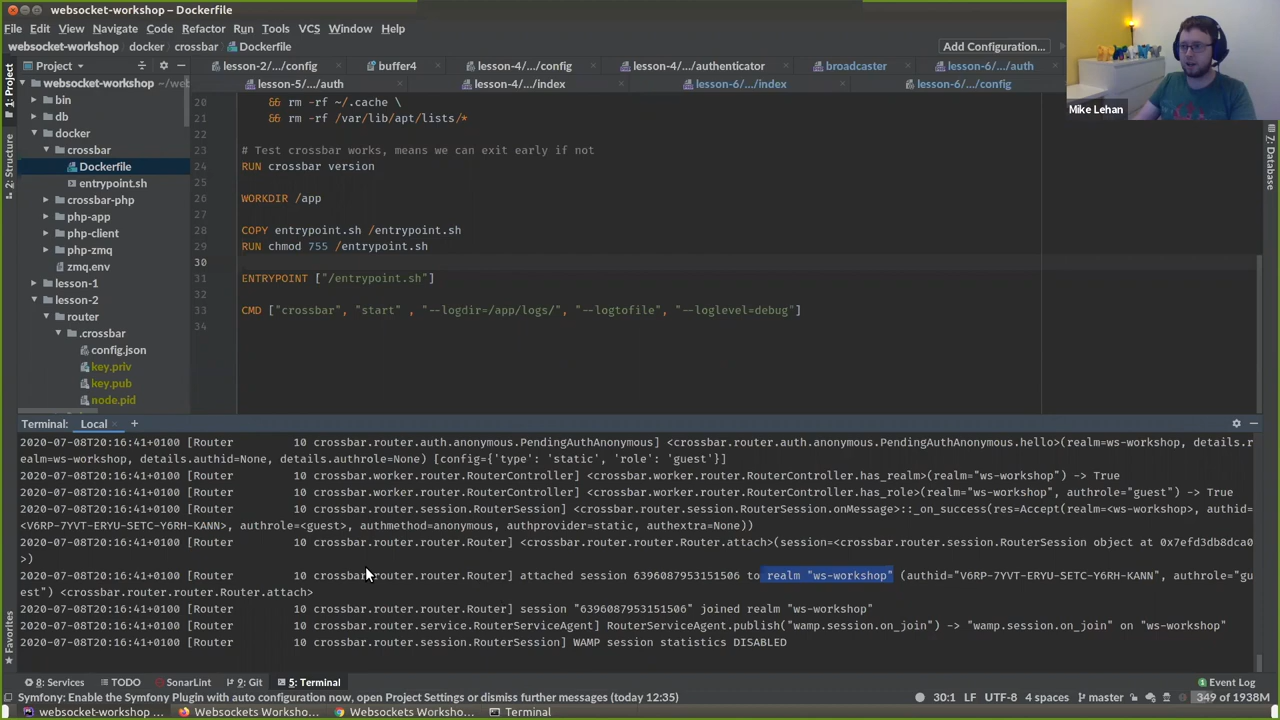 websocket-workshop – Dockerfile
File Edit View Navigate Code Refactor Run Tools VCS Window Help
websocket-workshop docker crossbar Dockerfile Add Configuration...
Project lesson-2/.../config buffer4 lesson-4/.../config lesson-4/.../authenticator broadcaster lesson-6/.../auth
lesson-5/.../auth lesson-4/.../index lesson-6/.../index lesson-6/.../config
Mike Lehan
1: Project
2: Structure
Favorites
7: Database
websocket-workshop
bin
db
docker
crossbar
Dockerfile
entrypoint.sh
crossbar-php
php-app
php-client
php-zmq
zmq.env
lesson-1
lesson-2
router
.crossbar
config.json
key.priv
key.pub
node.pid
20 && rm -rf ~/.cache \
21 && rm -rf /var/lib/apt/lists/*
22
23 # Test crossbar works, means we can exit early if not
24 RUN crossbar version
25
26 WORKDIR /app
27
28 COPY entrypoint.sh /entrypoint.sh
29 RUN chmod 755 /entrypoint.sh
30
31 ENTRYPOINT ["/entrypoint.sh"]
32
33 CMD ["crossbar", "start" , "--logdir=/app/logs/", "--logtofile", "--loglevel=debug"]
34
Terminal: Local +
2020-07-08T20:16:41+0100 [Router 10 crossbar.router.auth.anonymous.PendingAuthAnonymous] <crossbar.router.auth.anonymous.PendingAuthAnonymous.hello>(realm=ws-workshop, details.r
ealm=ws-workshop, details.authid=None, details.authrole=None) [config={'type': 'static', 'role': 'guest'}]
2020-07-08T20:16:41+0100 [Router 10 crossbar.worker.router.RouterController] <crossbar.worker.router.RouterController.has_realm>(realm="ws-workshop") -> True
2020-07-08T20:16:41+0100 [Router 10 crossbar.worker.router.RouterController] <crossbar.worker.router.RouterController.has_role>(realm="ws-workshop", authrole="guest") -> True
2020-07-08T20:16:41+0100 [Router 10 crossbar.router.session.RouterSession] <crossbar.router.session.RouterSession.onMessage>::_on_success(res=Accept(realm=<ws-workshop>, authid=
<V6RP-7YVT-ERYU-SETC-Y6RH-KANN>, authrole=<guest>, authmethod=anonymous, authprovider=static, authextra=None))
2020-07-08T20:16:41+0100 [Router 10 crossbar.router.router.Router] <crossbar.router.router.Router.attach>(session=<crossbar.router.session.RouterSession object at 0x7efd3db8dca0
>)
2020-07-08T20:16:41+0100 [Router 10 crossbar.router.router.Router] attached session 6396087953151506 to realm "ws-workshop" (authid="V6RP-7YVT-ERYU-SETC-Y6RH-KANN", authrole="gu
est") <crossbar.router.router.Router.attach>
2020-07-08T20:16:41+0100 [Router 10 crossbar.router.router.Router] session "6396087953151506" joined realm "ws-workshop"
2020-07-08T20:16:41+0100 [Router 10 crossbar.router.service.RouterServiceAgent] RouterServiceAgent.publish("wamp.session.on_join") -> "wamp.session.on_join" on "ws-workshop"
2020-07-08T20:16:41+0100 [Router 10 crossbar.router.session.RouterSession] WAMP session statistics DISABLED
8: Services TODO SonarLint 9: Git 5: Terminal Event Log
Symfony: Enable the Symfony Plugin with auto configuration now, open Project Settings or dismiss further messages (today 12:35) 30:1 LF UTF-8 4 spaces master 349 of 1938M
websocket-workshop ... Websockets Worksho... Websockets Worksho... Terminal